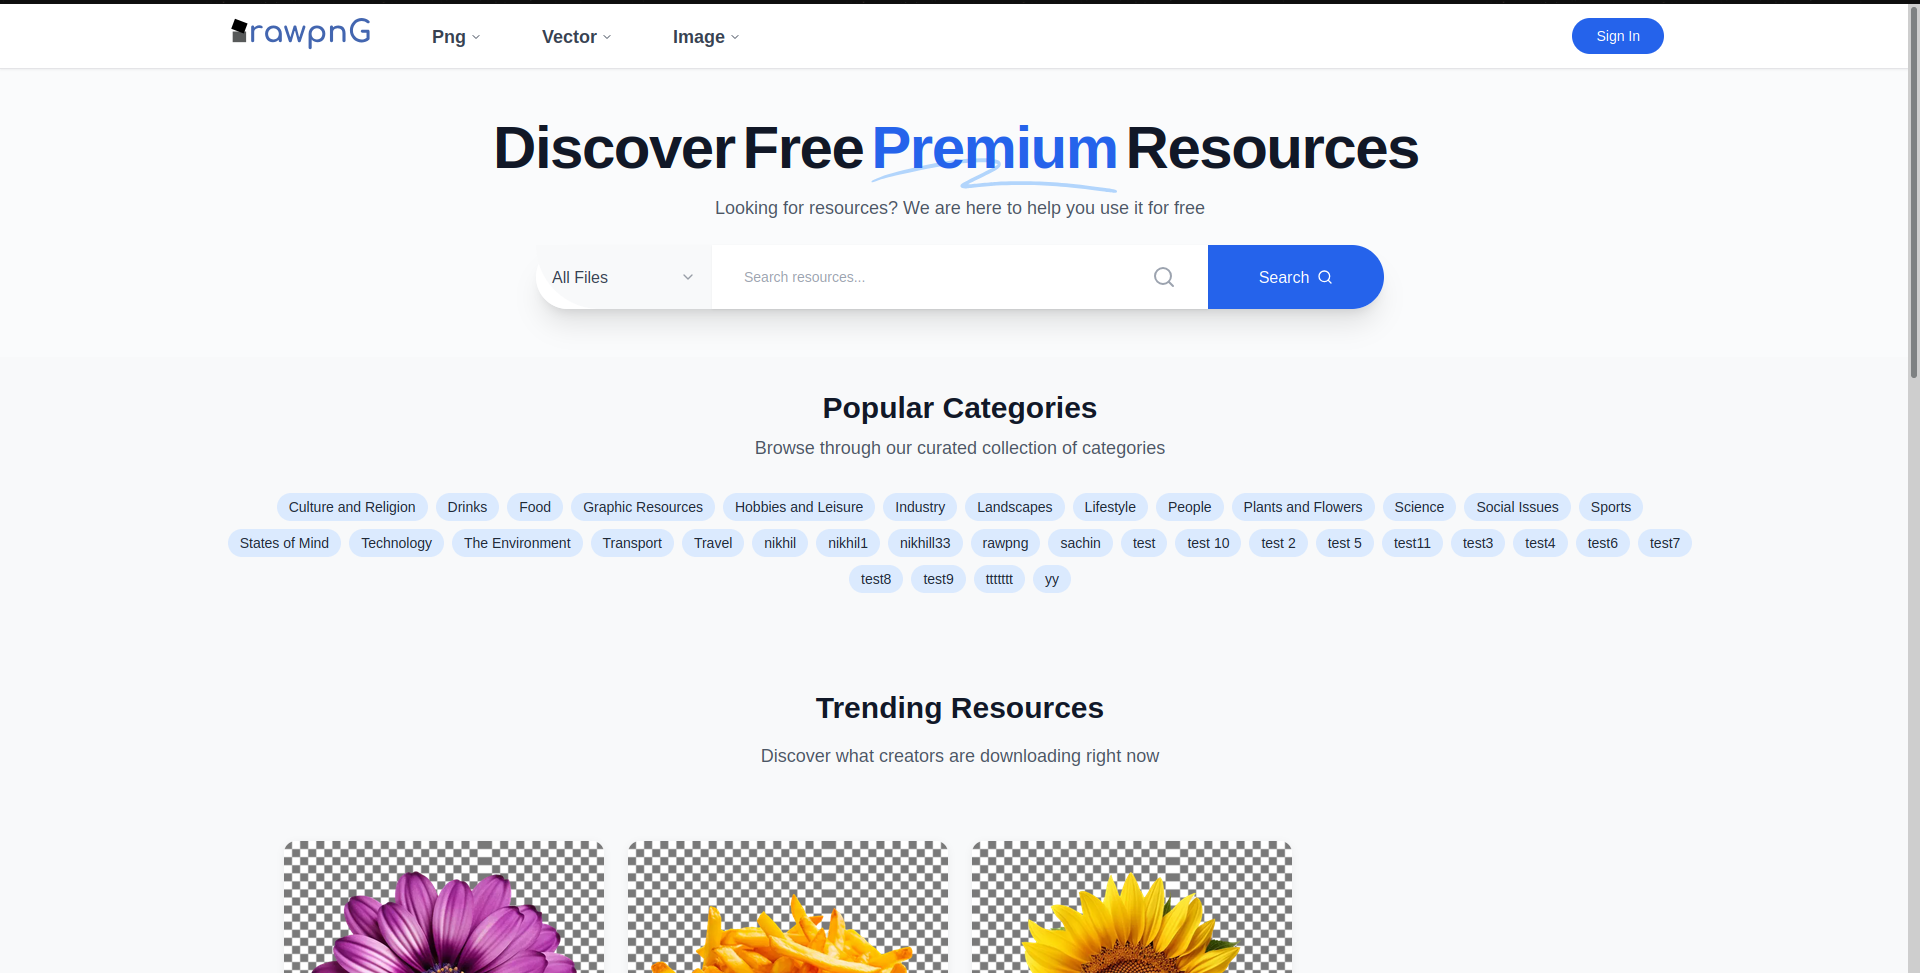 rawpnG Png Vector Image Sign In
Discover Free Premium Resources
Looking for resources? We are here to help you use it for free
All Files Search resources... Search
Popular Categories
Browse through our curated collection of categories
Culture and Religion Drinks Food Graphic Resources Hobbies and Leisure Industry Landscapes Lifestyle People Plants and Flowers Science Social Issues Sports
States of Mind Technology The Environment Transport Travel nikhil nikhil1 nikhill33 rawpng sachin test test 10 test 2 test 5 test11 test3 test4 test6 test7
test8 test9 ttttttt yy
Trending Resources
Discover what creators are downloading right now